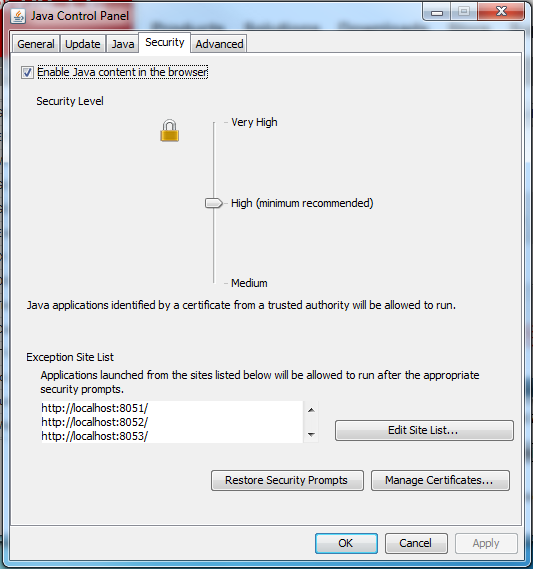 Java Control Panel
General Update Java Security Advanced
Enable Java content in the browser
Security Level
Very High
High (minimum recommended)
Medium
Java applications identified by a certificate from a trusted authority will be allowed to run.
Exception Site List
Applications launched from the sites listed below will be allowed to run after the appropriate
security prompts.
http://localhost:8051/
http://localhost:8052/
http://localhost:8053/
Edit Site List...
Restore Security Prompts Manage Certificates...
OK Cancel Apply